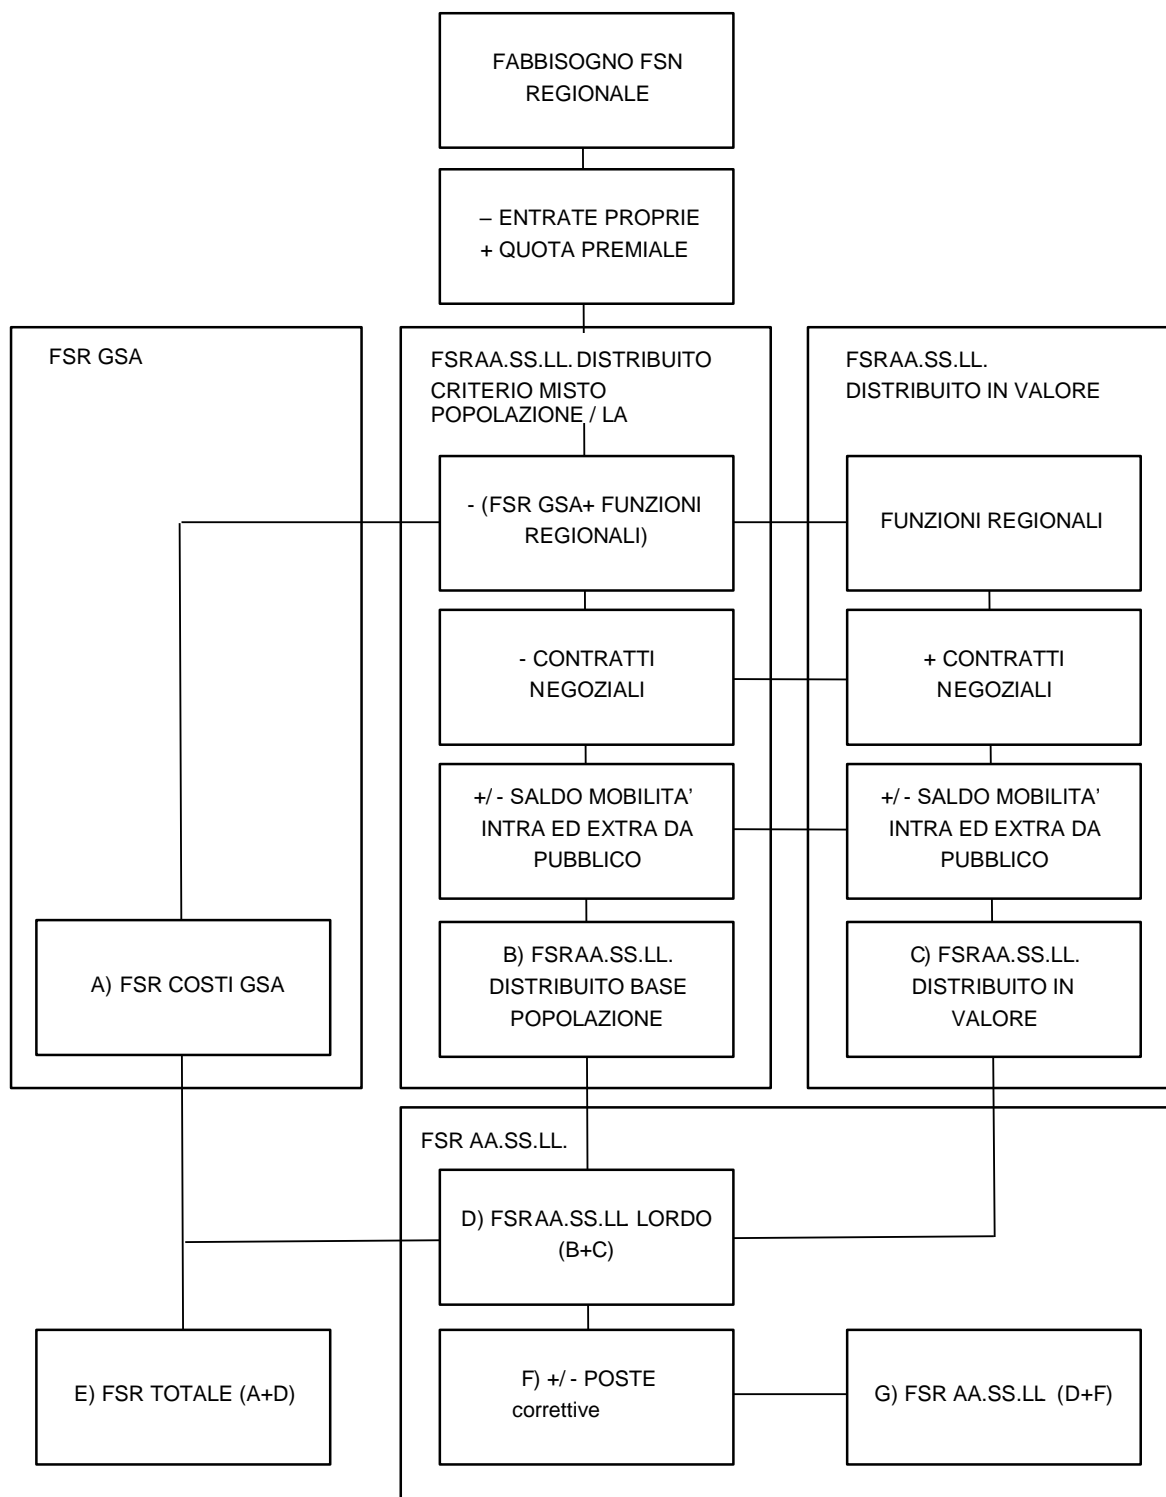 FABBISOGNO FSN
REGIONALE
– ENTRATE PROPRIE
+ QUOTA PREMIALE
FSR GSA
FSRAA.SS.LL. DISTRIBUITO
CRITERIO MISTO
POPOLAZIONE / LA
FSRAA.SS.LL.
DISTRIBUITO IN VALORE
- (FSR GSA+ FUNZIONI
REGIONALI)
FUNZIONI REGIONALI
- CONTRATTI
NEGOZIALI
+ CONTRATTI
NEGOZIALI
+/ - SALDO MOBILITA’
INTRA ED EXTRA DA
PUBBLICO
+/ - SALDO MOBILITA’
INTRA ED EXTRA DA
PUBBLICO
A) FSR COSTI GSA
B) FSRAA.SS.LL.
DISTRIBUITO BASE
POPOLAZIONE
C) FSRAA.SS.LL.
DISTRIBUITO IN
VALORE
FSR AA.SS.LL.
D) FSRAA.SS.LL LORDO
(B+C)
E) FSR TOTALE (A+D)
F) +/ - POSTE
correttive
G) FSR AA.SS.LL (D+F)